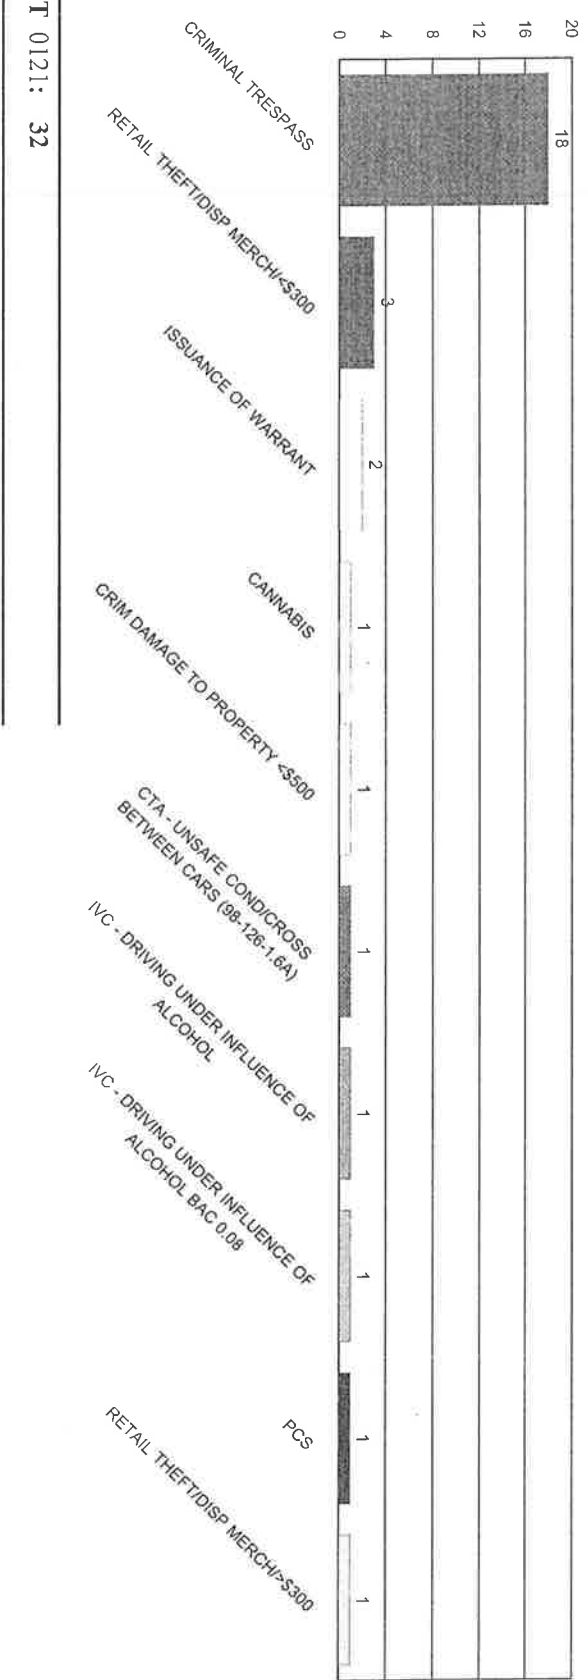 20
16
12
8
4
0
18
3
2
1
1
1
1
1
1
1
CRIMINAL TRESPASS
RETAIL THEFT/DISP MERCH/<$300
ISSUANCE OF WARRANT
CANNABIS
CRIM DAMAGE TO PROPERTY <$500
CTA - UNSAFE COND/CROSS
BETWEEN CARS (98-126-1.6A)
IVC - DRIVING UNDER INFLUENCE OF
ALCOHOL
IVC - DRIVING UNDER INFLUENCE OF
ALCOHOL BAC 0.08
PCS
RETAIL THEFT/DISP MERCH/>$300
T 0121: 32